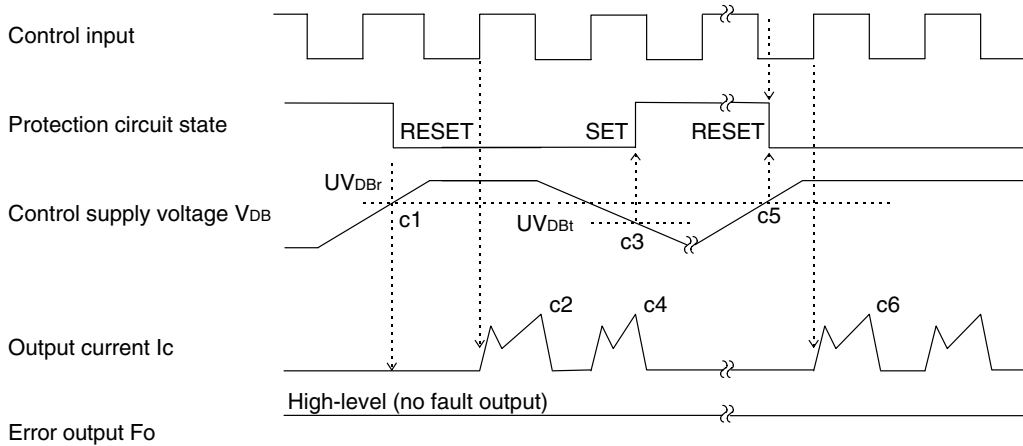 Control input
Protection circuit state
RESET
SET
RESET
UVDBr
Control supply voltage VDB
c1
UVDBt
c3
c5
c2
c4
c6
Output current Ic
High-level (no fault output)
Error output Fo